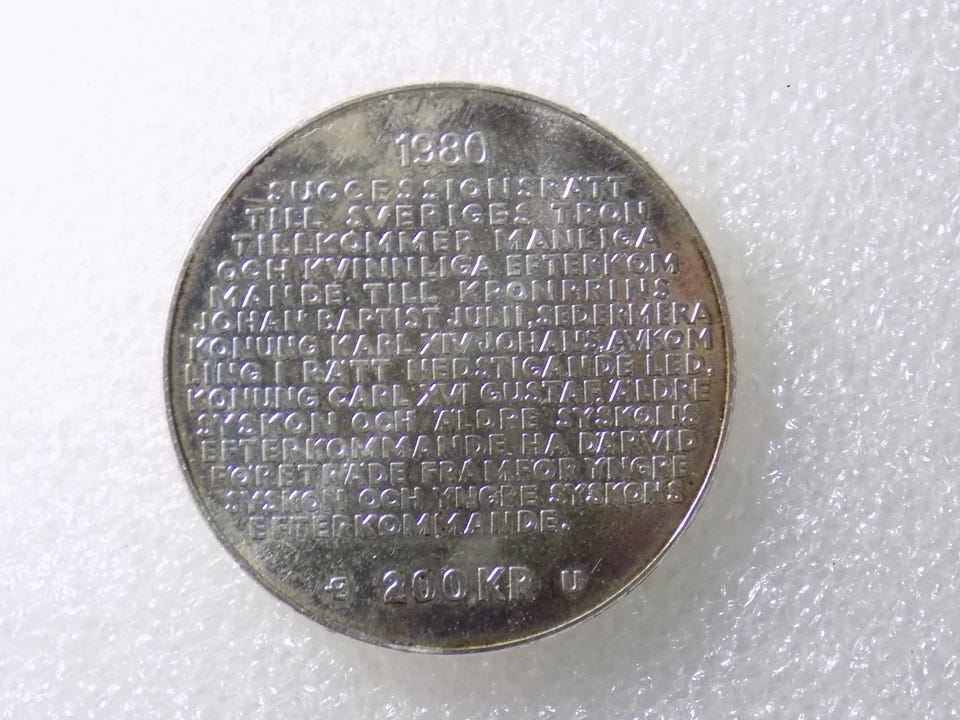 1980
SUCCESSIONSRÄTT
TILL SVERIGES TRON
TILLKOMMER MANLIGA
OCH KVINNLIGA EFTERKOM
MANDE TILL KRONPRINS
JOHAN BAPTIST JULII, SEDERMERA
KONUNG KARL XIV JOHANS, AVKOM
LING I RÄTT NEDSTIGANDE LED,
KONUNG CARL XVI GUSTAF. ÄLDRE
SYSKON OCH ÄLDRE SYSKONS
EFTERKOMMANDE HA DÄRVID
FÖRETRÄDE FRAMFÖR YNGRE
SYSKON OCH YNGRE SYSKONS
EFTERKOMMANDE.
200 KR U